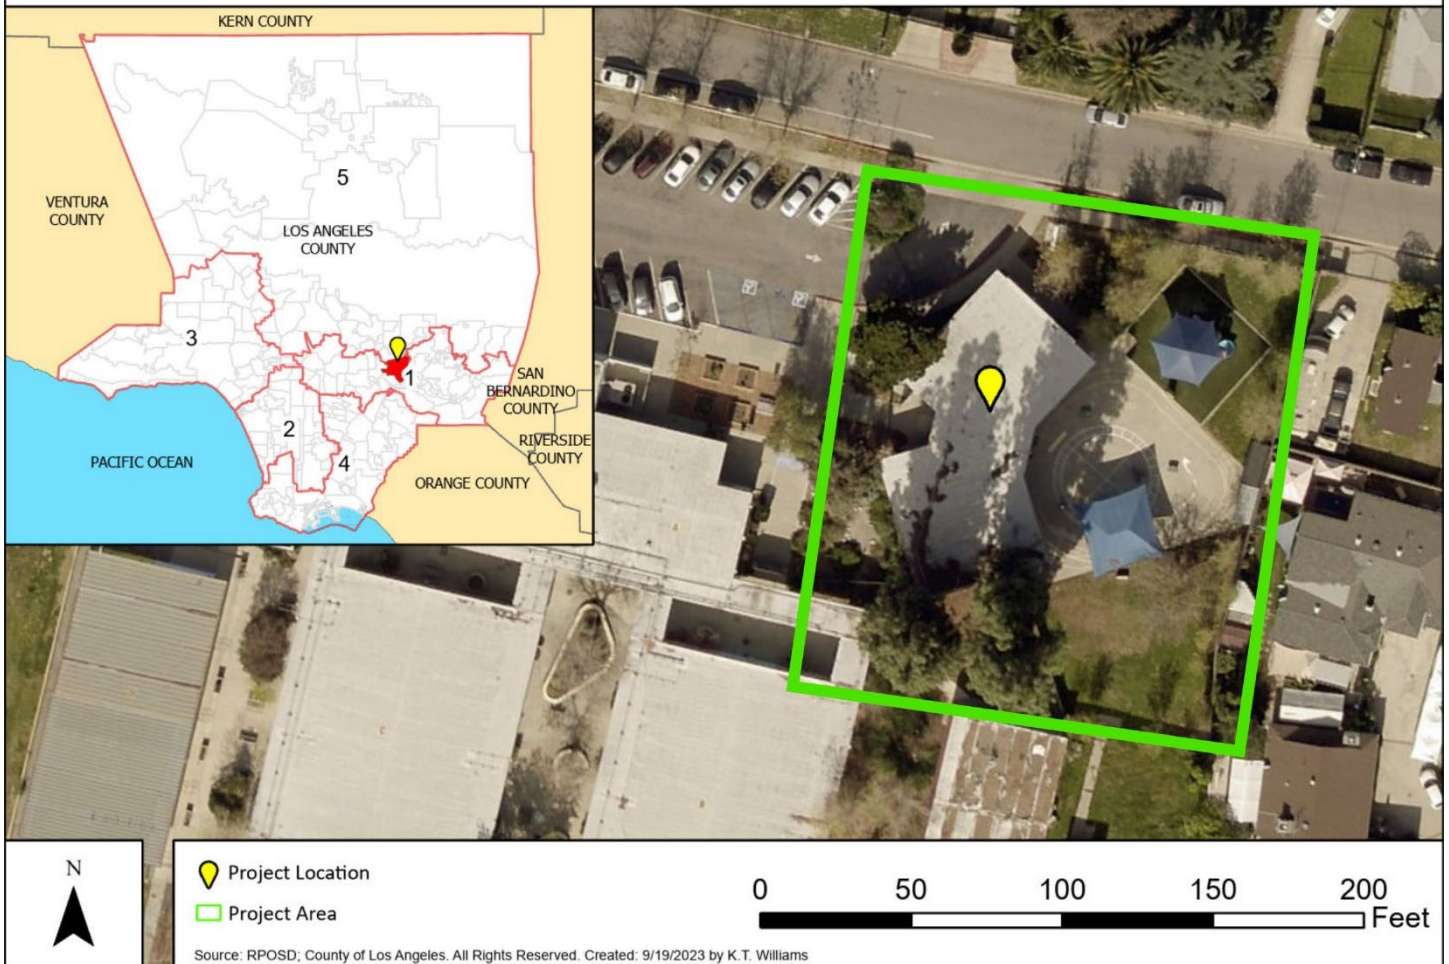 KERN COUNTY
5
VENTURA
COUNTY
LOS ANGELES
COUNTY
3
1
SAN
BERNARDINO
COUNTY
2
RIVERSIDE
COUNTY
4
PACIFIC OCEAN
ORANGE COUNTY
N
Project Location
Project Area
0 50 100 150 200
Feet
Source: RPOSD; County of Los Angeles. All Rights Reserved. Created: 9/19/2023 by K.T. Williams